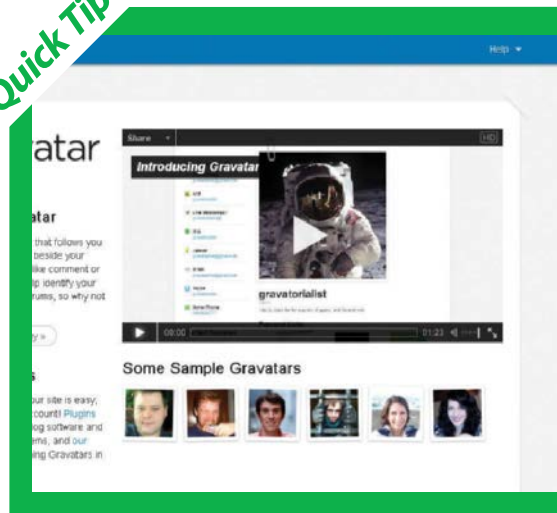 Quick Tip
Help
atar
Share
HD
Introducing Gravatar
atar
that follows you
beside your
like comment or
lp identify your
rums, so why not
gravatorialist
00:00
01:23
Some Sample Gravatars
s
our site is easy,
count! Plugins
log software and
ems, and our
ing Gravatars in